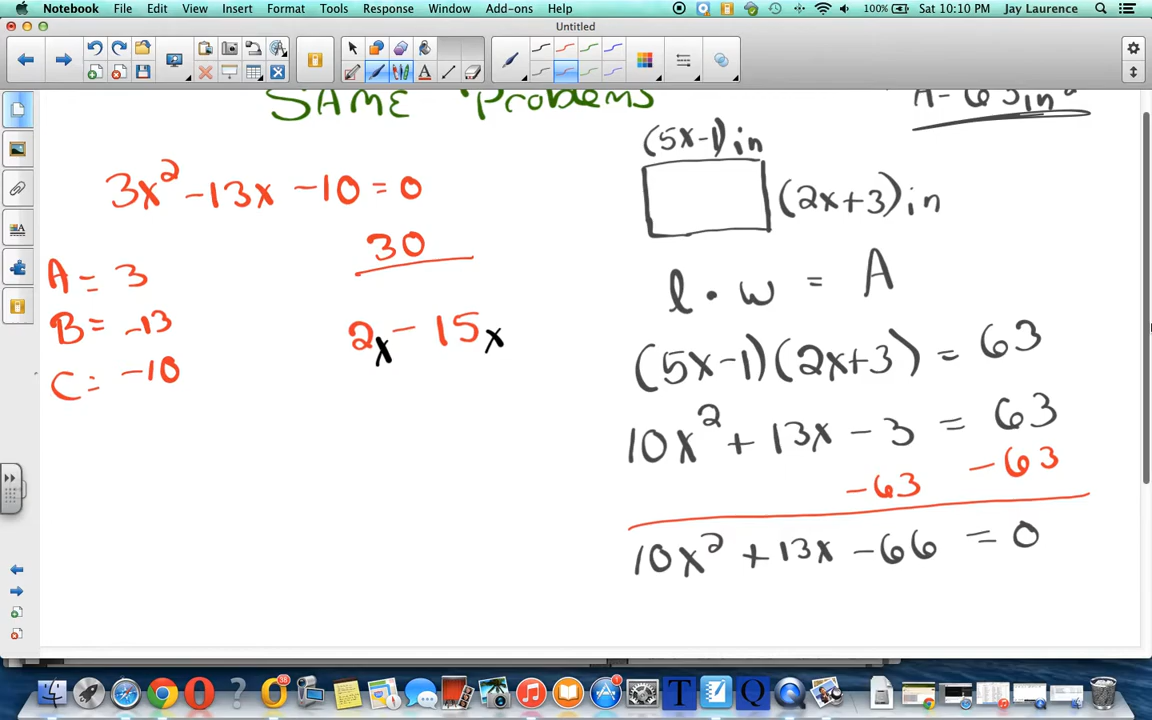 Notebook File Edit View Insert Format Tools Response Window Add-ons Help 100% Sat 10:10 PM Jay Laurence
Untitled
SAME Problems
A = 63in²
(5x-1)in
3x² -13x -10 = 0
(2x+3)in
30
A = 3
l · w = A
B = -13
2x - 15x
(5x-1)(2x+3) = 63
C = -10
10x² + 13x - 3 = 63
-63 -63
10x² + 13x - 66 = 0